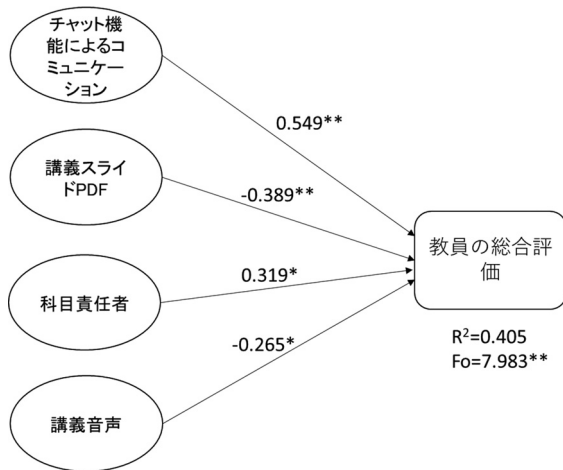 チャット機
能によるコ
ミュニケー
ション
0.549**
講義スライ
ドPDF
-0.389**
教員の総合評
価
0.319*
科目責任者
-0.265*
R²=0.405
Fo=7.983**
講義音声